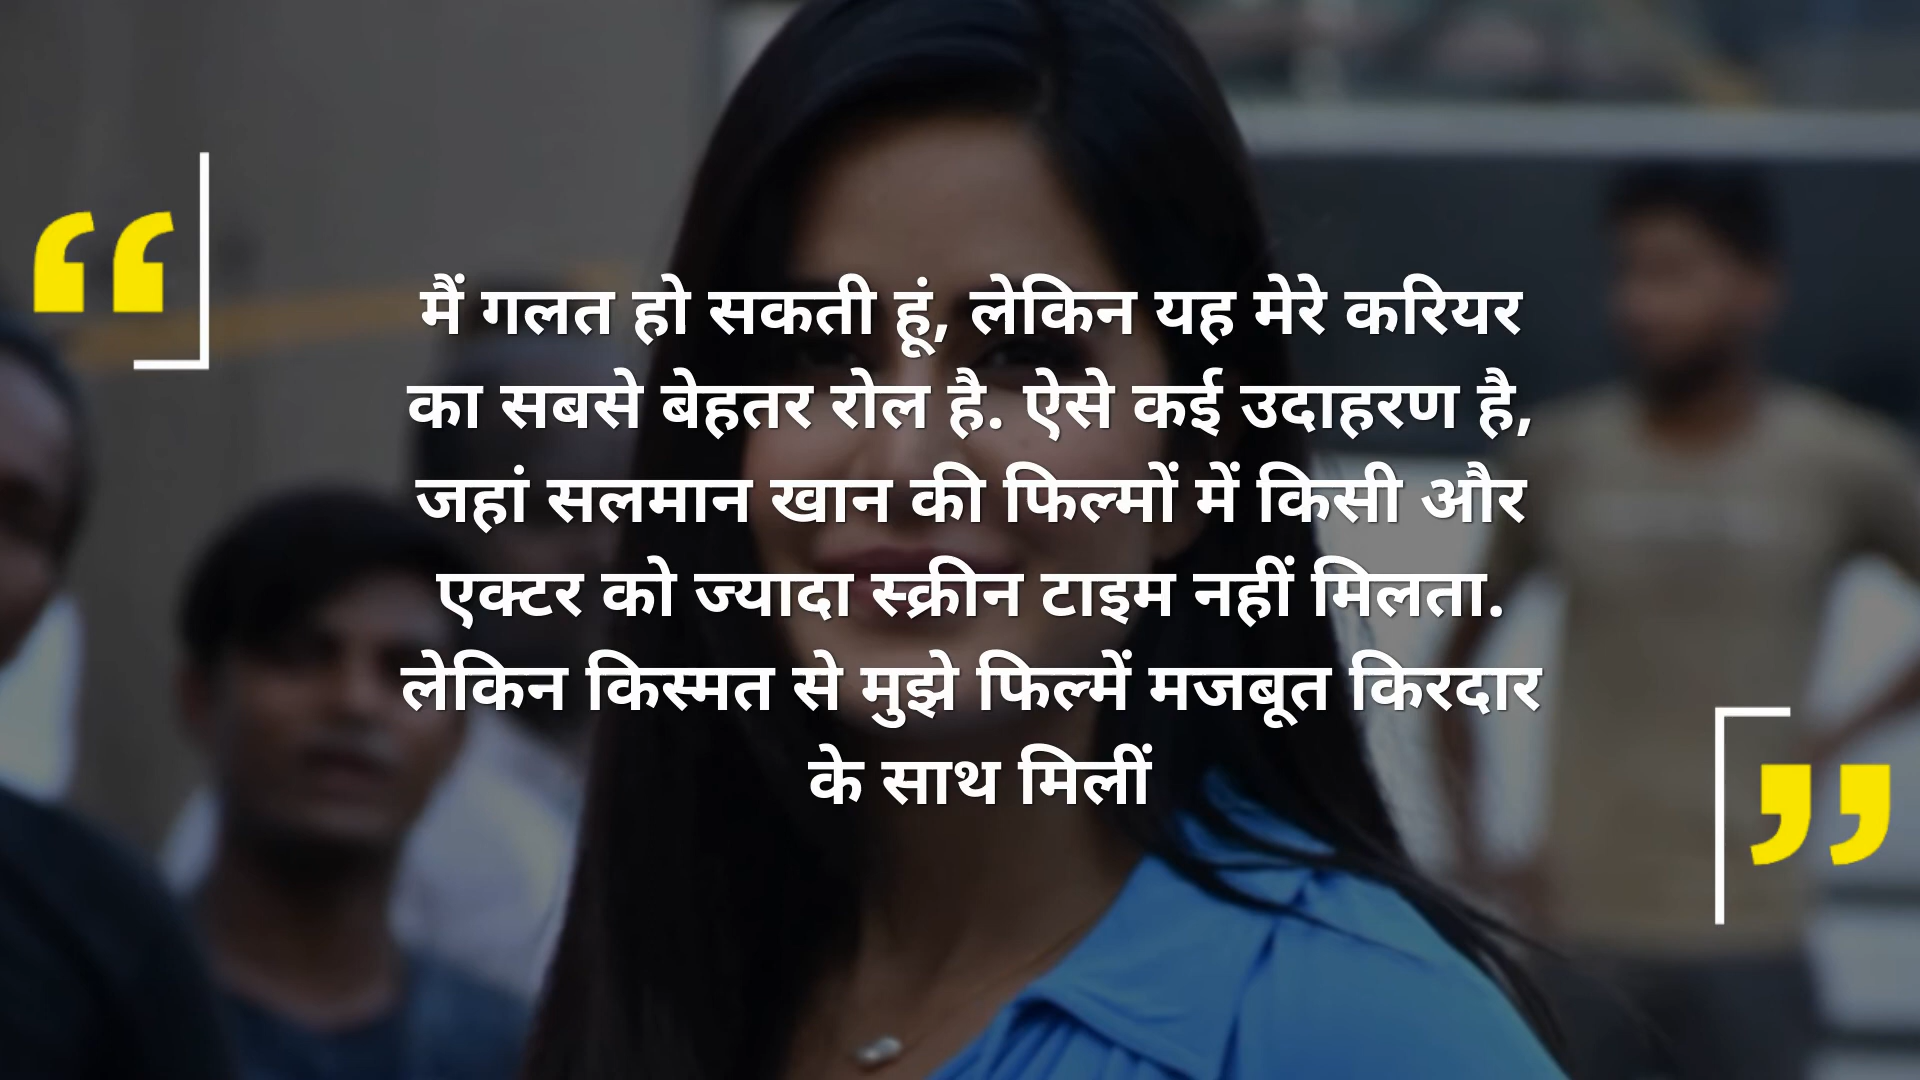 “
मैं गलत हो सकती हूं, लेकिन यह मेरे करियर
का सबसे बेहतर रोल है. ऐसे कई उदाहरण है,
जहां सलमान खान की फिल्मों में किसी और
एक्टर को ज्यादा स्क्रीन टाइम नहीं मिलता.
लेकिन किस्मत से मुझे फिल्में मजबूत किरदार
के साथ मिलीं
”